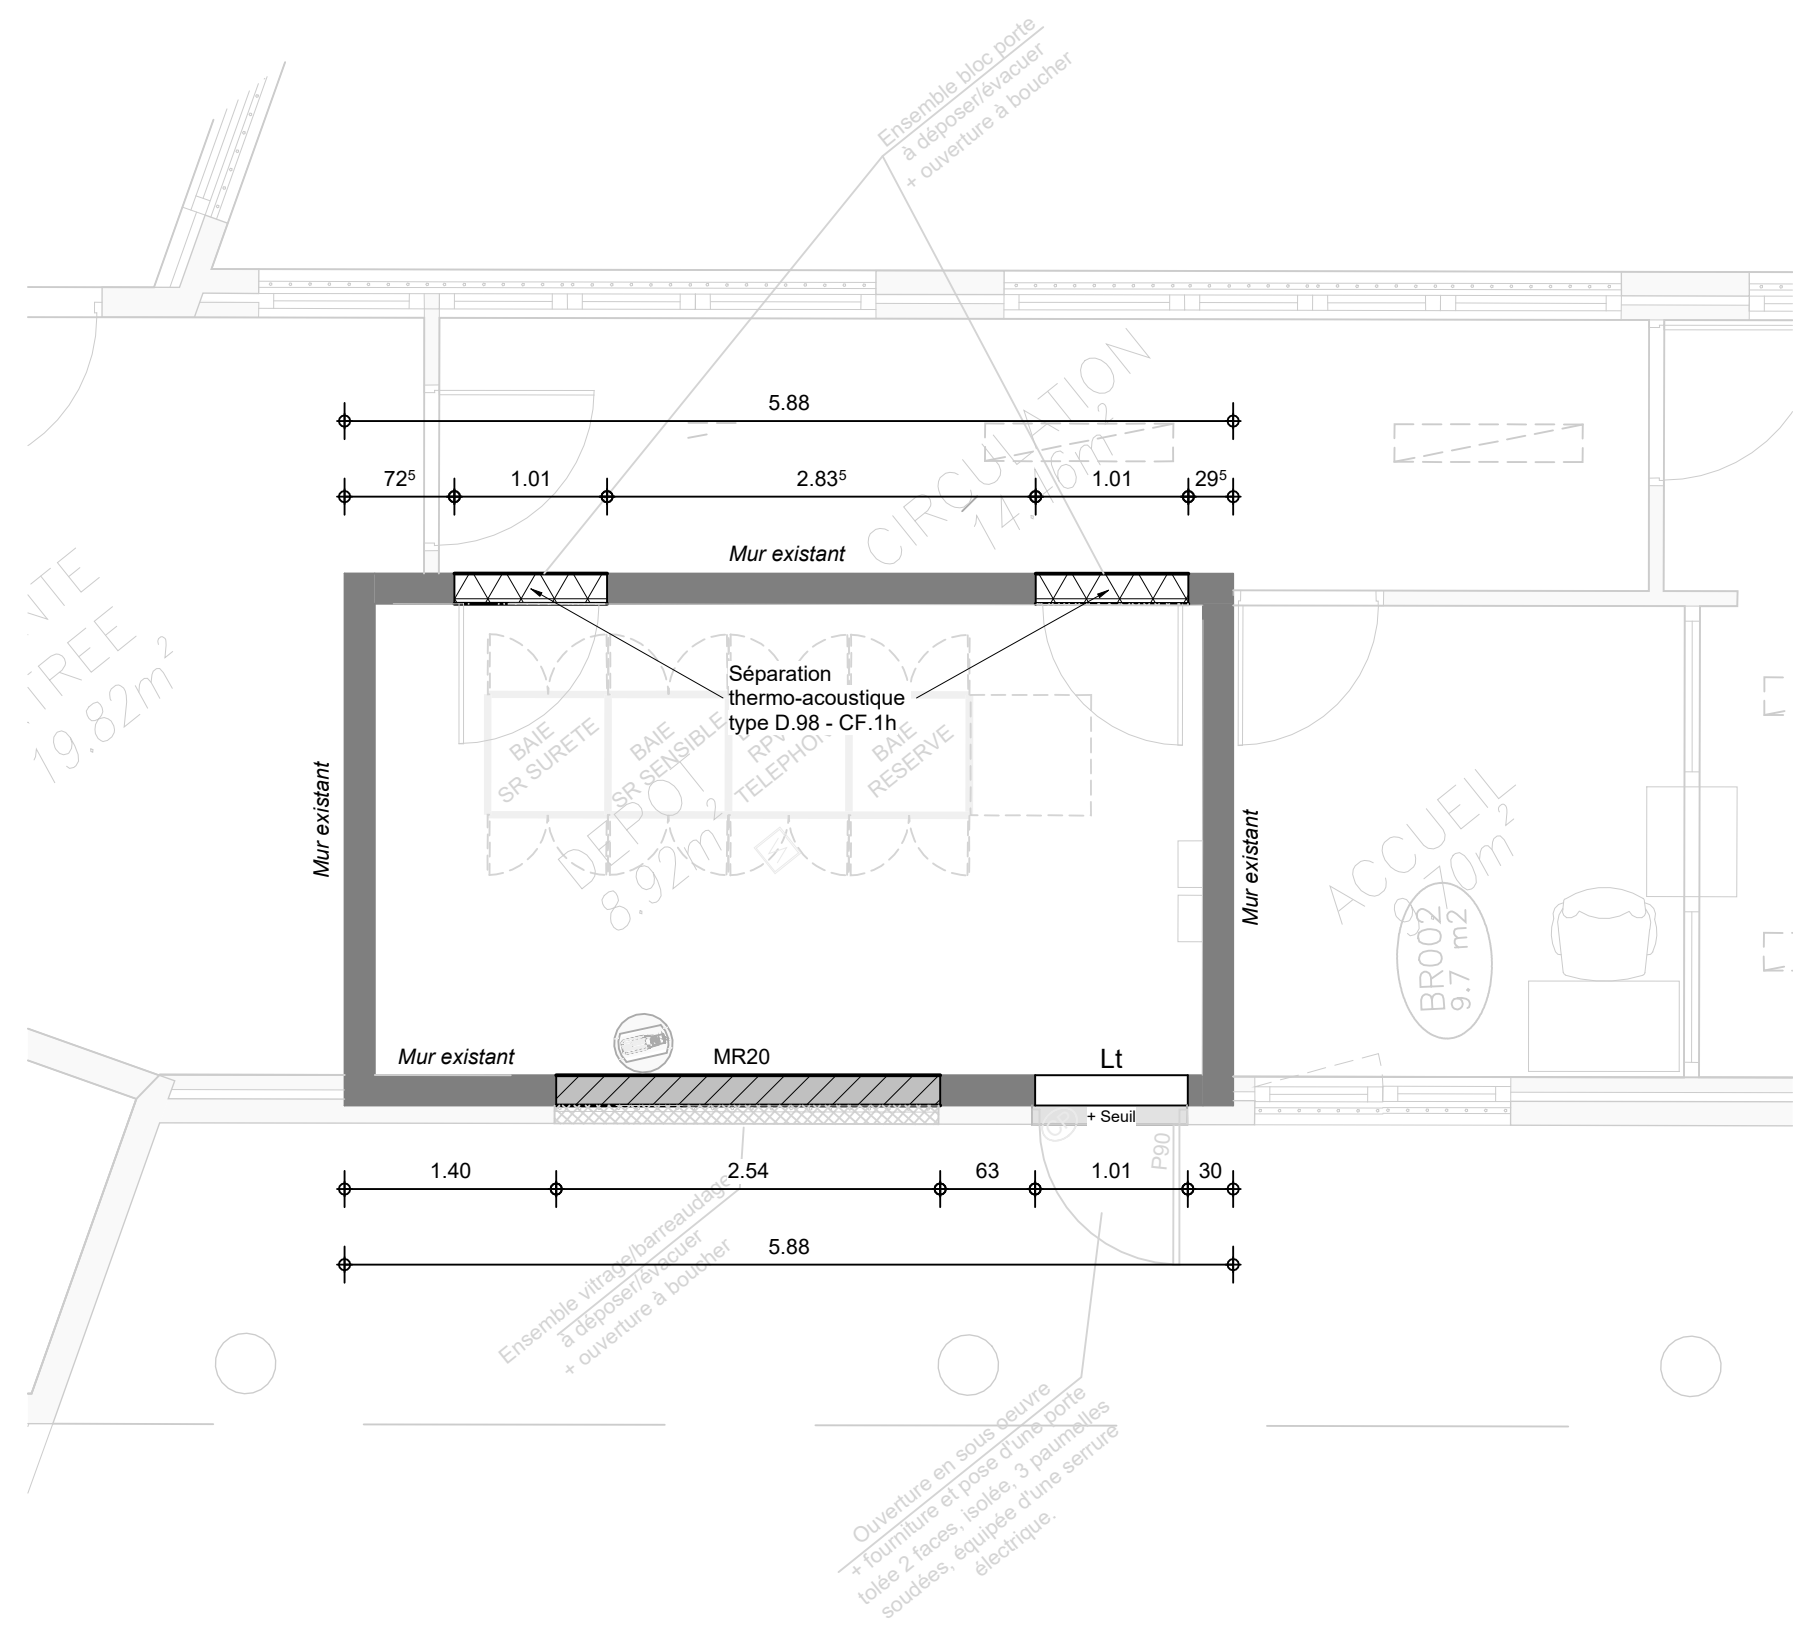 Ensemble bloc porte
à déposer/évacuer
+ ouverture à boucher
5.88
72⁵ 1.01 2.83⁵ 1.01 29⁵
CIRCULATION
14.46m²
Mur existant
19.82m²
Séparation
thermo-acoustique
type D.98 - CF.1h
BAIE
SR SURETE
BAIE
SR SENSIBLE
BAIE
RESERVE
DEPOT
8.92m²
Mur existant
Mur existant
ACCUEIL
9.70m²
BR002
9.7 m2
Mur existant
MR20
Lt
+ Seuil
P90
1.40 2.54 63 1.01 30
5.88
Ensemble vitrage/barreaudage
à déposer/évacuer
+ ouverture à boucher
Ouverture en sous oeuvre
+ fourniture et pose d'une porte
tolée 2 faces, isolée, 3 paumelles
soudées, équipée d'une serrure
électrique.